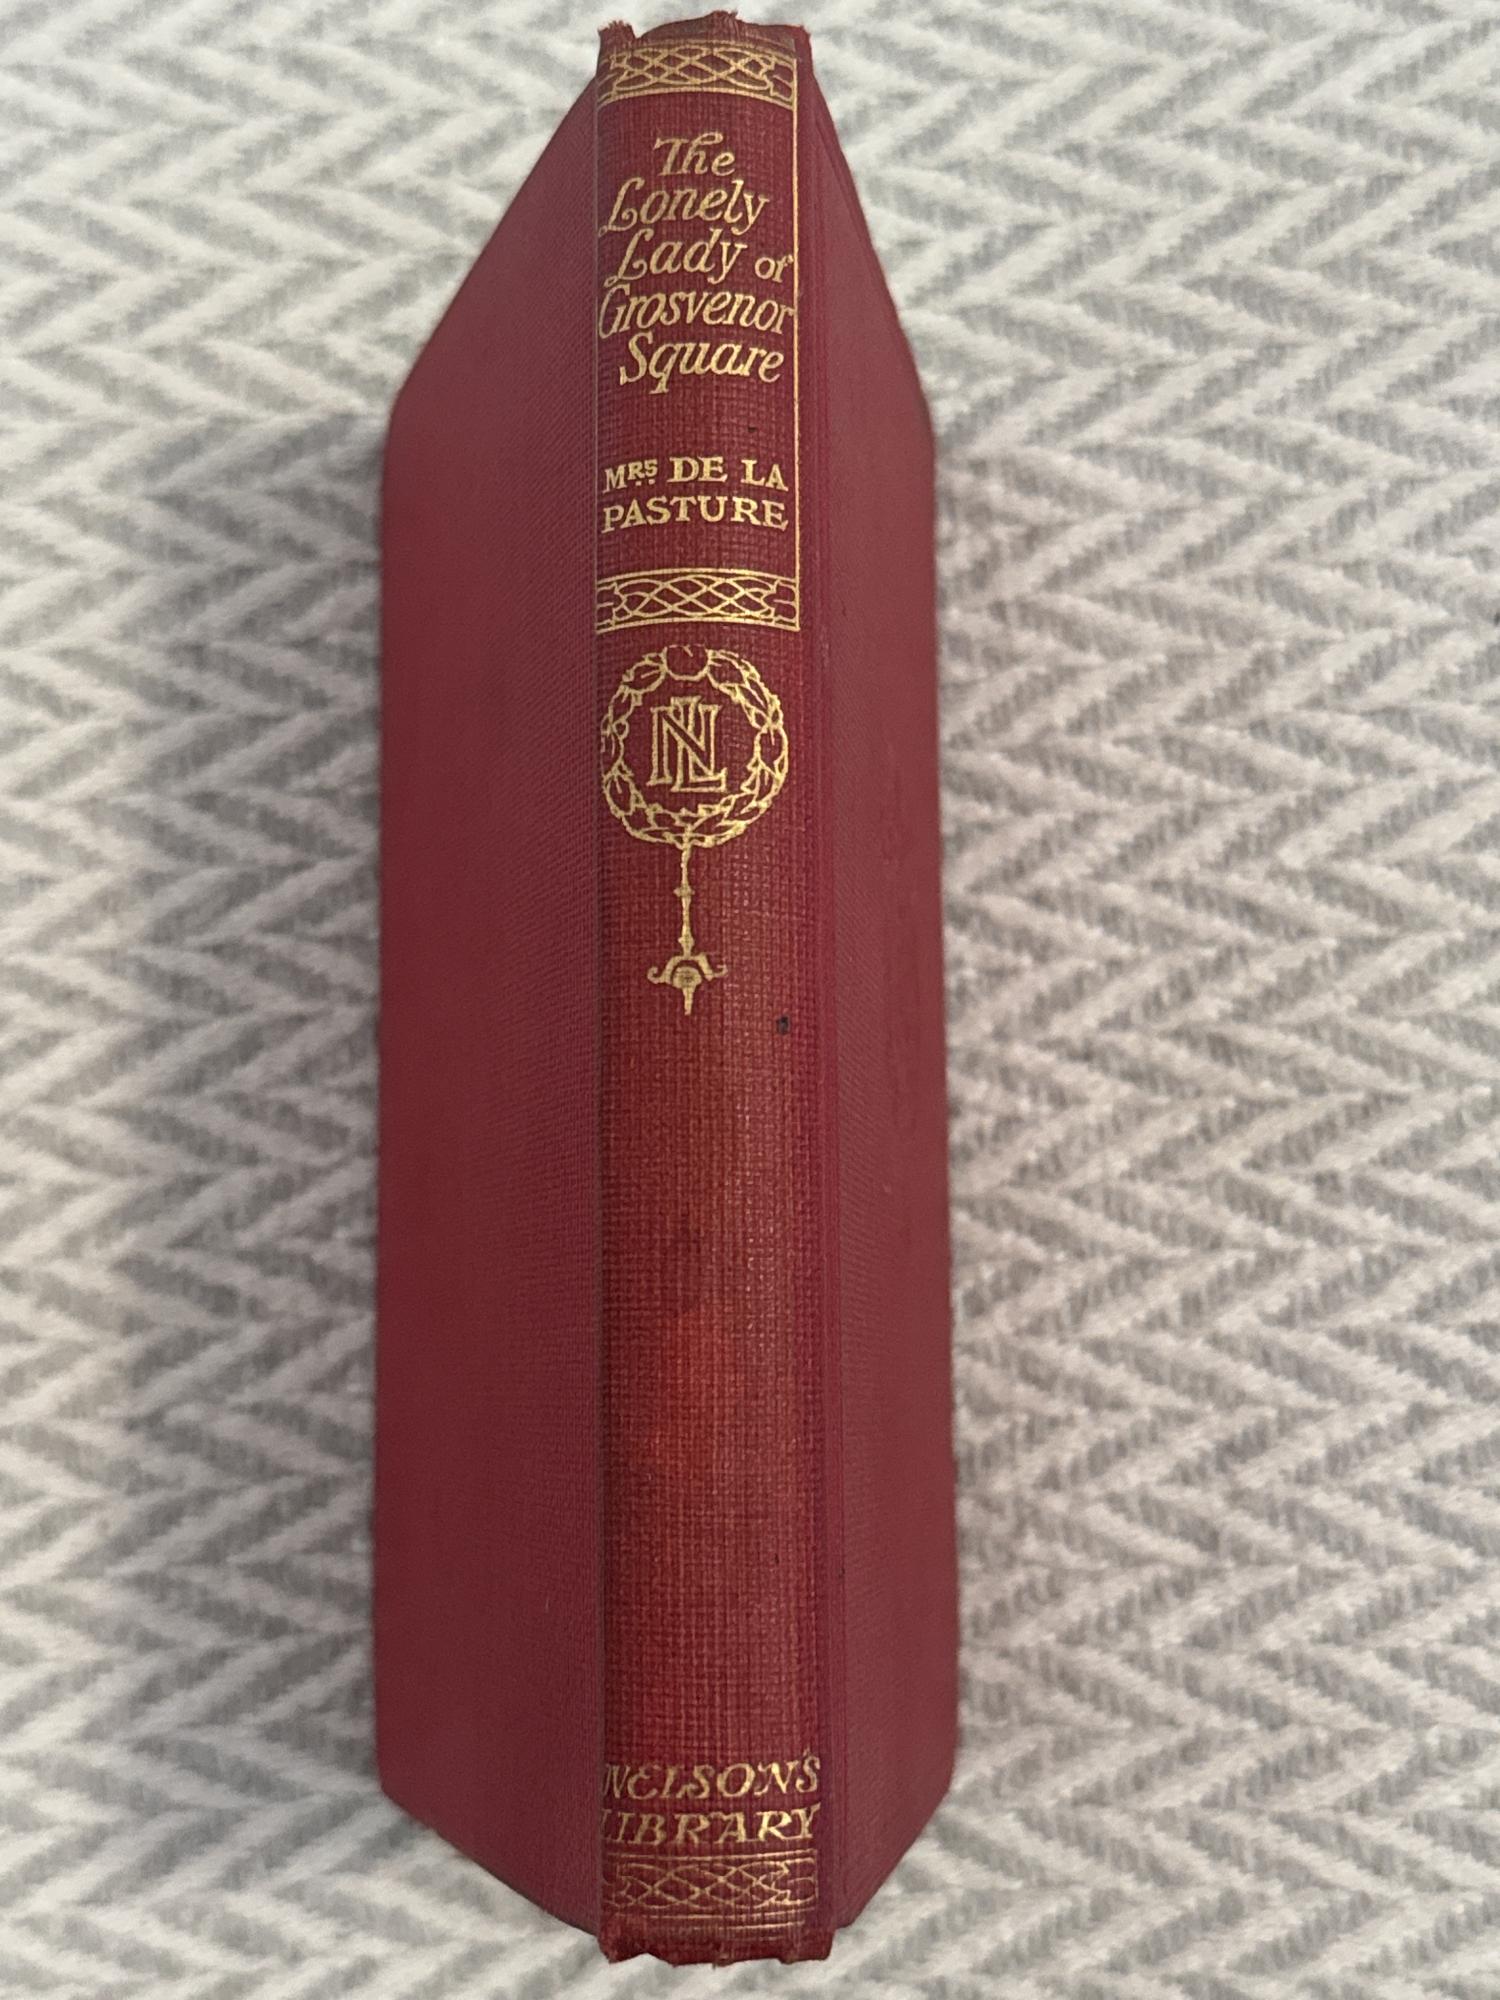 The
Lonely
Lady of
Grosvenor
Square
MRS DE LA
PASTURE
NL
NELSON'S
LIBRARY